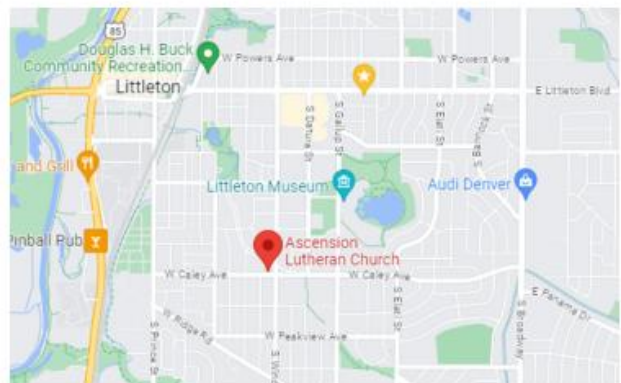 85
Douglas H. Buck
Community Recreation
W Powers Ave
W Powers Ave
Littleton
E Littleton Blvd
S Datura St
S Gallup St
S Elati St
S Bannock St
and Grill
Littleton Museum
Audi Denver
Pinball Pub
Ascension
Lutheran Church
W Caley Ave
W Caley Ave
E Panama Dr
S Elati St
S Broadway
W Ridge Rd
S Prince St
W Peakview Ave
S Wind